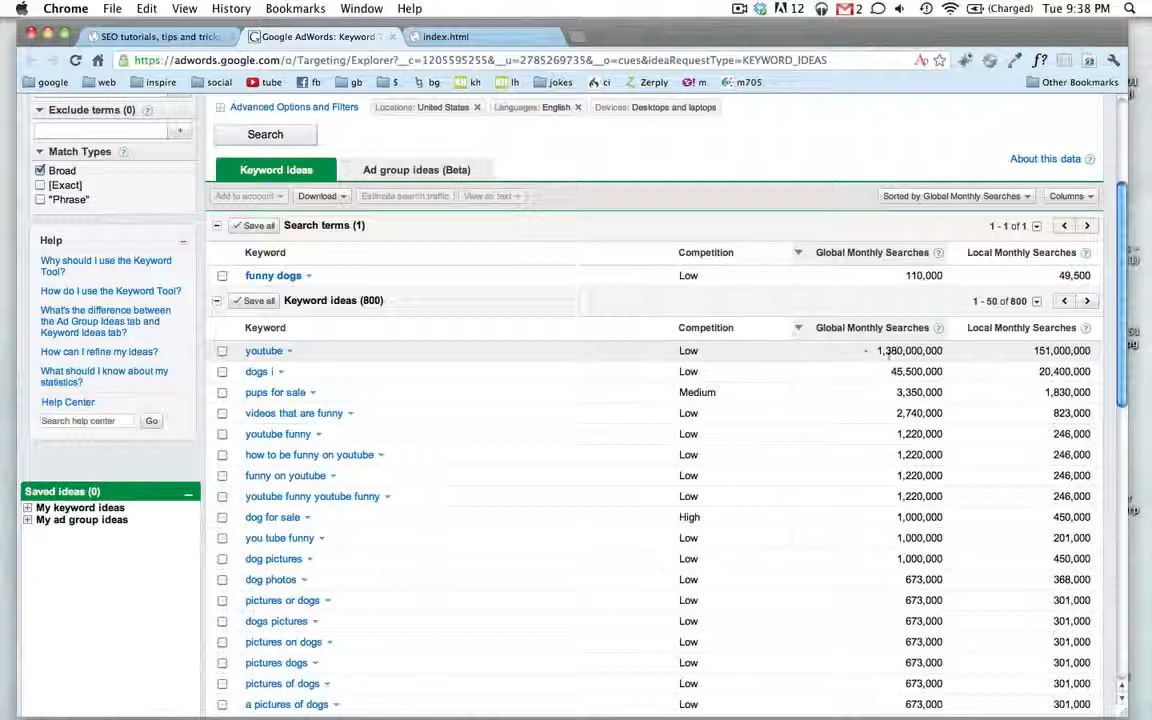 Chrome File Edit View History Bookmarks Window Help 12 2 (Charged) Tue 9:38 PM
SEO tutorials, tips and trick Google AdWords: Keyword T index.html
https://adwords.google.com/o/Targeting/Explorer?__c=1205595255&__u=2785269735&__o=cues&ideaRequestType=KEYWORD_IDEAS
google web inspire social tube fb gb $ bg kh lh jokes ci Zerply m m705 Other Bookmarks
Exclude terms (0)
Advanced Options and Filters Locations: United States Languages: English Devices: Desktops and laptops
Search
Match Types
Broad
[Exact]
"Phrase"
About this data
Keyword ideas Ad group ideas (Beta)
Add to account Download Estimate search traffic View as text Sorted by Global Monthly Searches Columns
Save all Search terms (1) 1 - 1 of 1
Keyword Competition Global Monthly Searches Local Monthly Searches
funny dogs Low 110,000 49,500
Save all Keyword ideas (800) 1 - 50 of 800
Keyword Competition Global Monthly Searches Local Monthly Searches
youtube Low 1,380,000,000 151,000,000
dogs i Low 45,500,000 20,400,000
pups for sale Medium 3,350,000 1,830,000
videos that are funny Low 2,740,000 823,000
youtube funny Low 1,220,000 246,000
how to be funny on youtube Low 1,220,000 246,000
funny on youtube Low 1,220,000 246,000
youtube funny youtube funny Low 1,220,000 246,000
dog for sale High 1,000,000 450,000
you tube funny Low 1,000,000 201,000
dog pictures Low 1,000,000 450,000
dog photos Low 673,000 368,000
pictures or dogs Low 673,000 301,000
dogs pictures Low 673,000 301,000
pictures on dogs Low 673,000 301,000
pictures dogs Low 673,000 301,000
pictures of dogs Low 673,000 301,000
a pictures of dogs Low 673,000 301,000
Help
Why should I use the Keyword
Tool?
How do I use the Keyword Tool?
What's the difference between
the Ad Group Ideas tab and
Keyword Ideas tab?
How can I refine my ideas?
What should I know about my
statistics?
Help Center
Search help center Go
Saved ideas (0)
My keyword ideas
My ad group ideas